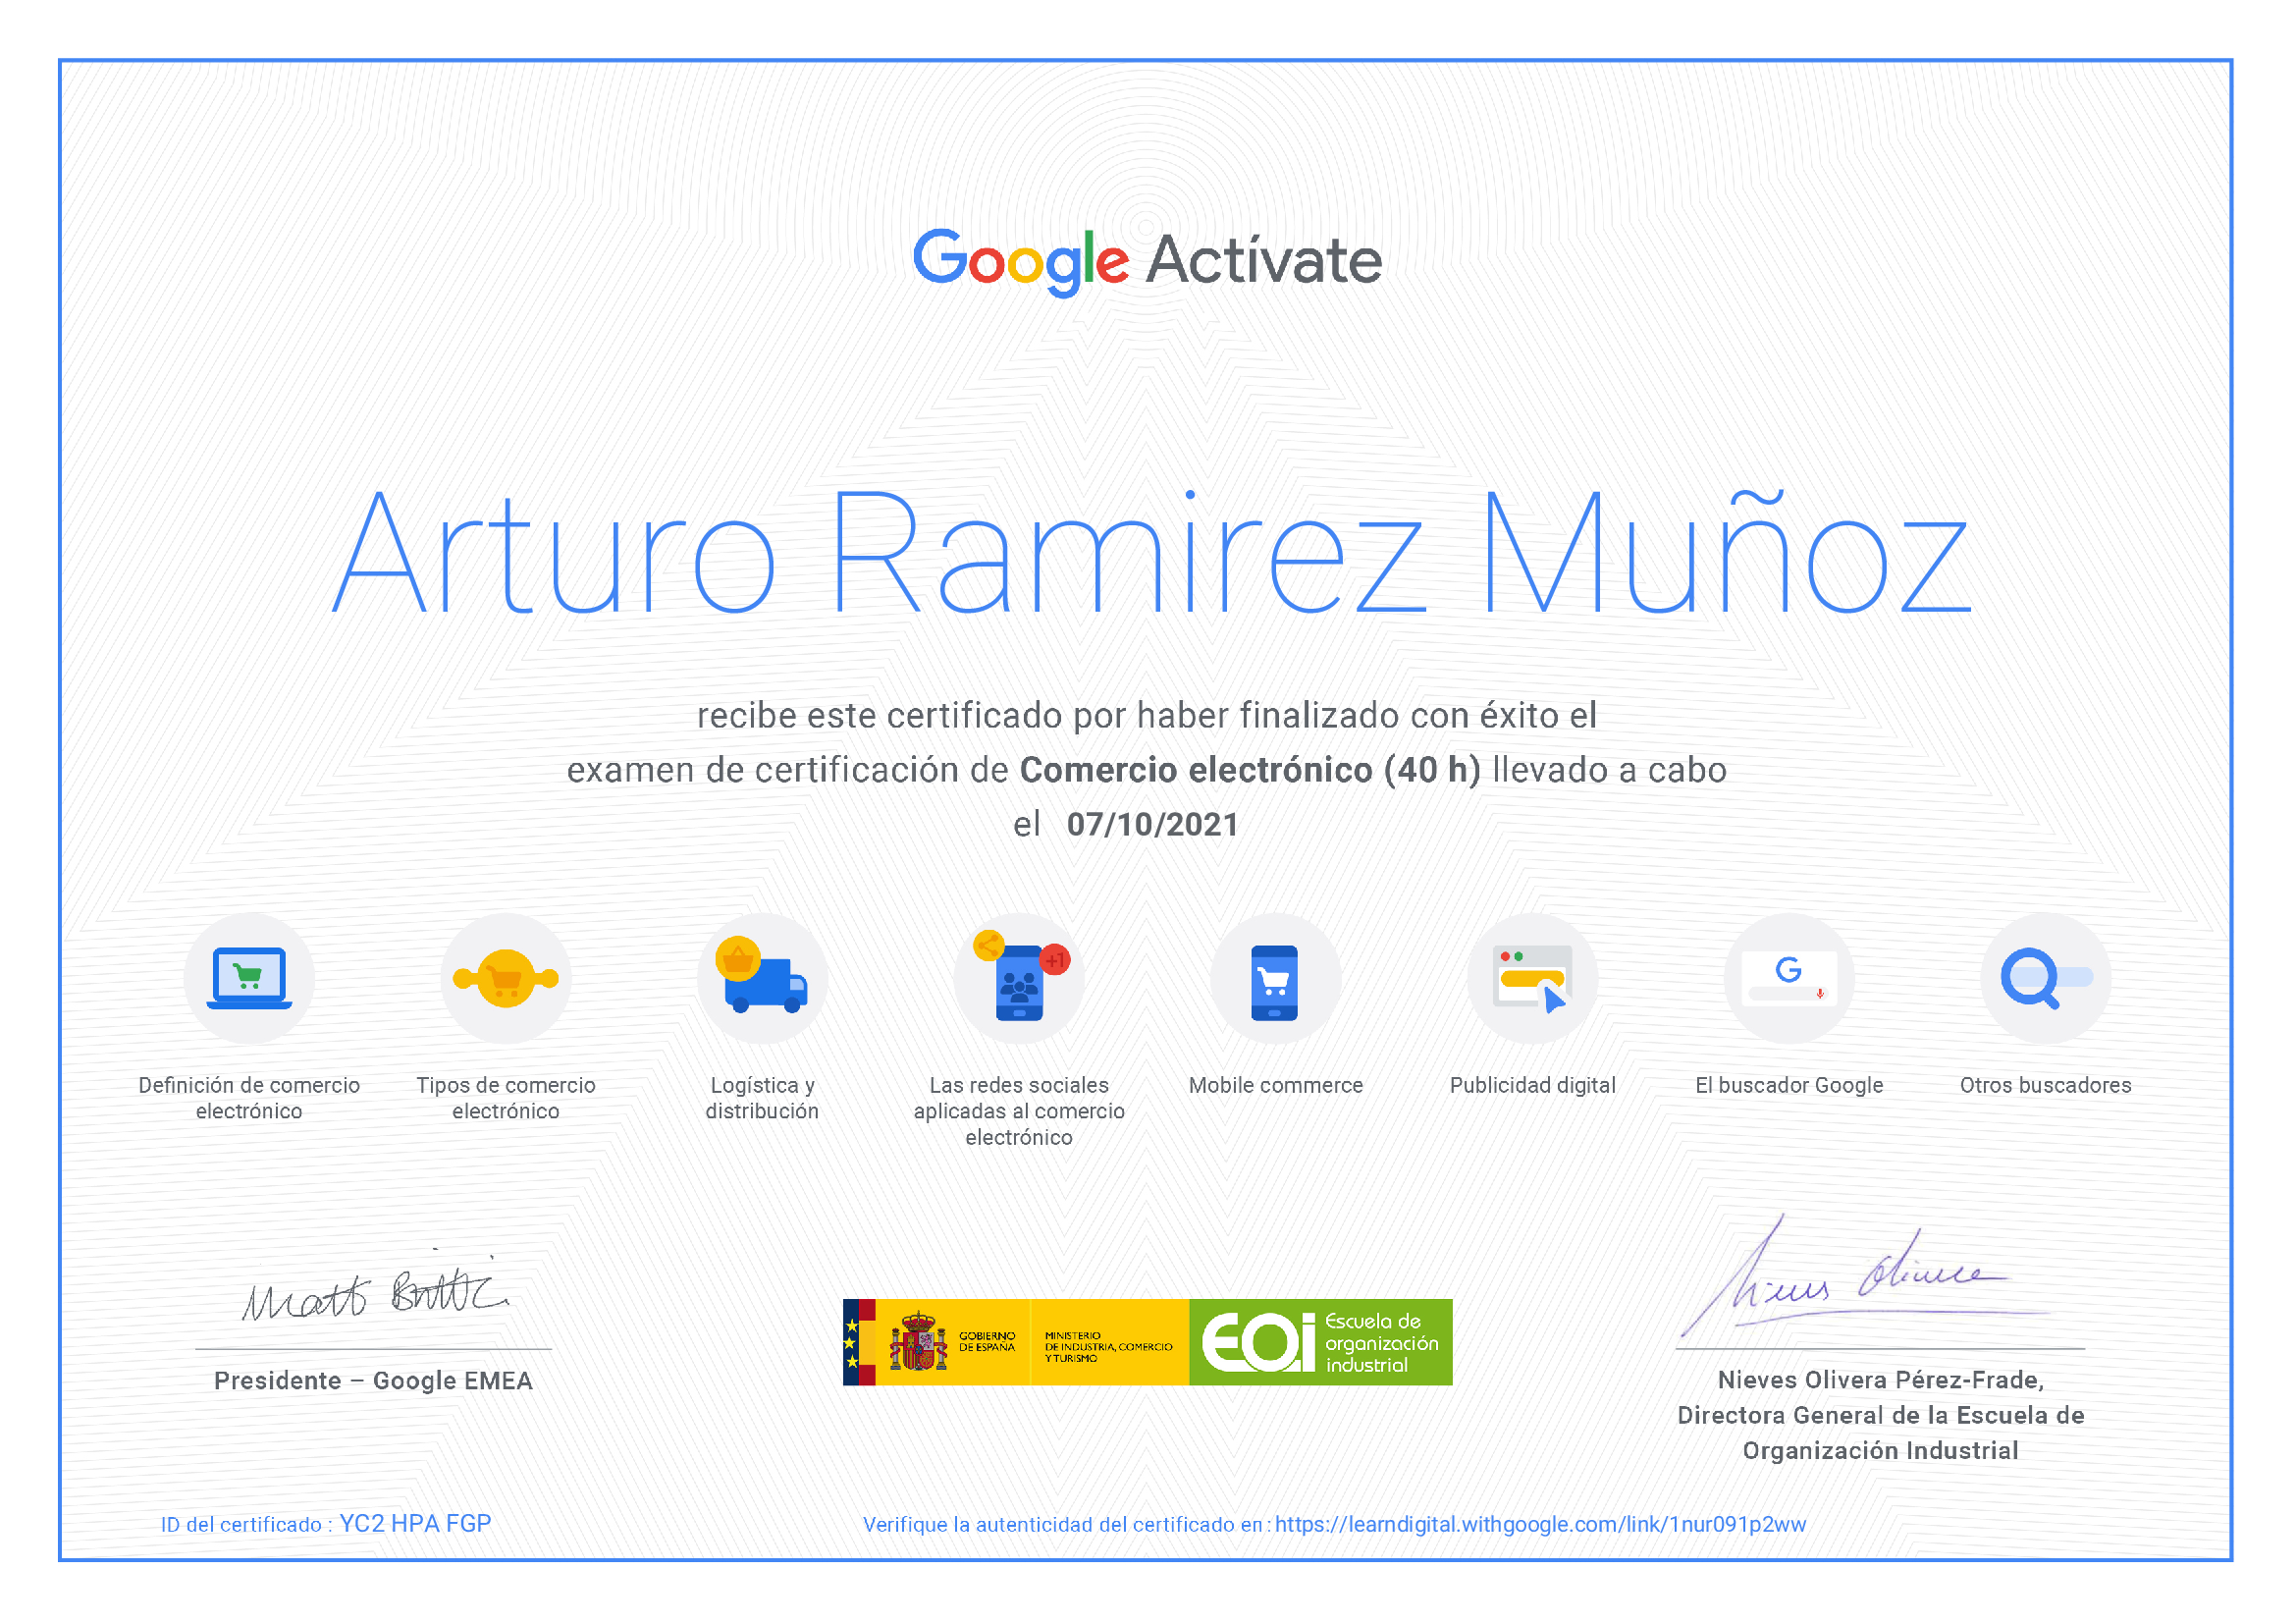 Google Actívate
Arturo Ramirez Muñoz
recibe este certificado por haber finalizado con éxito el
examen de certificación de Comercio electrónico (40 h) llevado a cabo
el 07/10/2021
+1
G
Definición de comercio
electrónico
Tipos de comercio
electrónico
Logística y
distribución
Las redes sociales
aplicadas al comercio
electrónico
Mobile commerce
Publicidad digital
El buscador Google
Otros buscadores
Matt Brittin
Presidente – Google EMEA
GOBIERNO
DE ESPAÑA
MINISTERIO
DE INDUSTRIA, COMERCIO
Y TURISMO
EOI
Escuela de
organización
industrial
Nieves Olivera
Nieves Olivera Pérez-Frade,
Directora General de la Escuela de
Organización Industrial
ID del certificado : YC2 HPA FGP
Verifique la autenticidad del certificado en : https://learndigital.withgoogle.com/link/1nur091p2ww